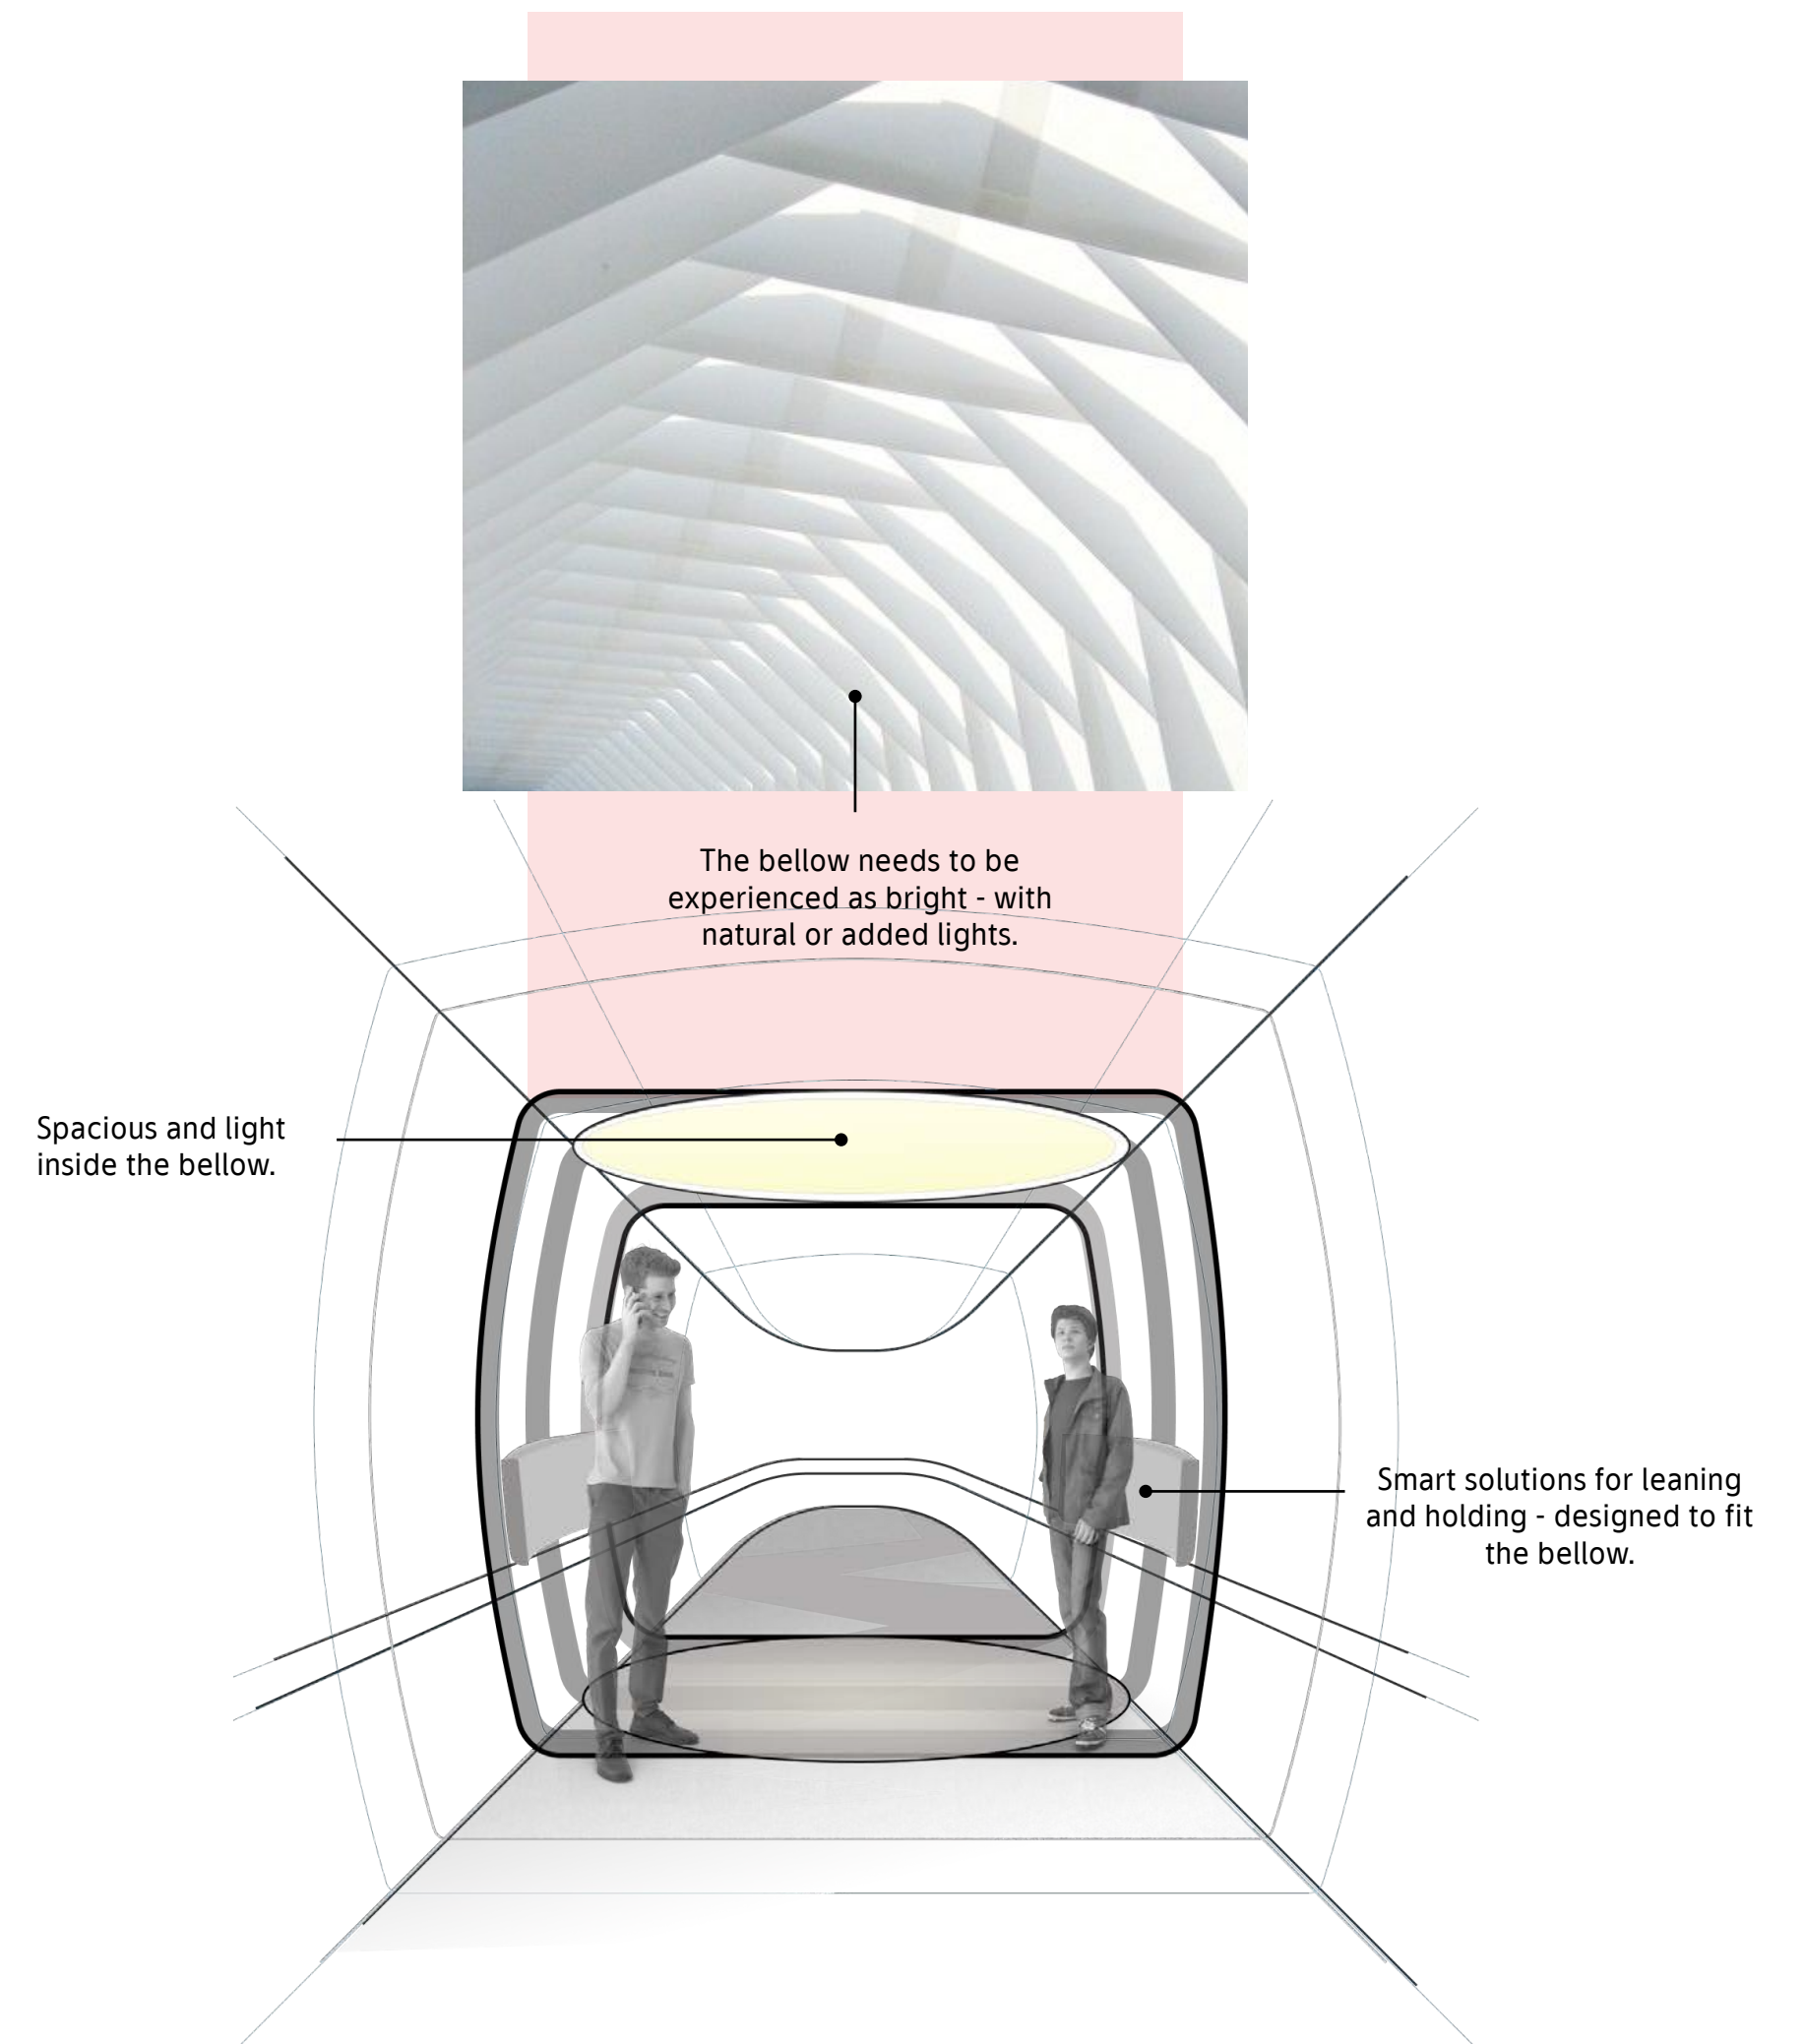 The bellow needs to be
experienced as bright - with
natural or added lights.
Spacious and light
inside the bellow.
Smart solutions for leaning
and holding - designed to fit
the bellow.